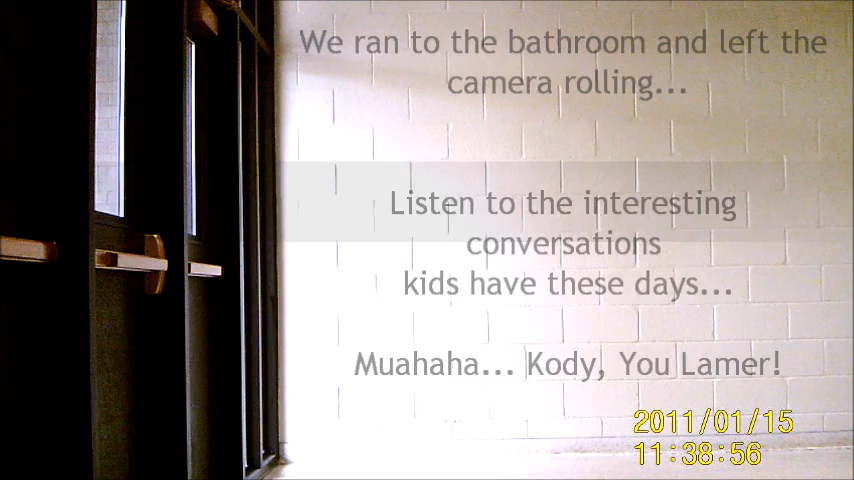 We ran to the bathroom and left the
camera rolling...
Listen to the interesting
conversations
kids have these days...
Muahaha... Kody, You Lamer!
2011/01/15
11:38:56